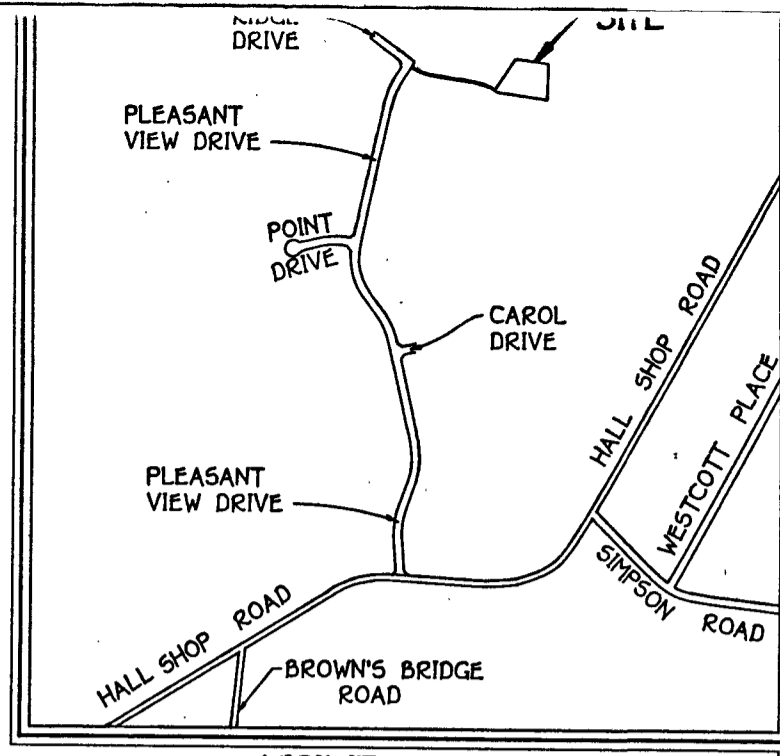 DRIVE
SITE
PLEASANT
VIEW DRIVE
POINT
DRIVE
CAROL
DRIVE
HALL SHOP ROAD
WESTCOTT PLACE
PLEASANT
VIEW DRIVE
SIMPSON ROAD
HALL SHOP ROAD
BROWN'S BRIDGE
ROAD